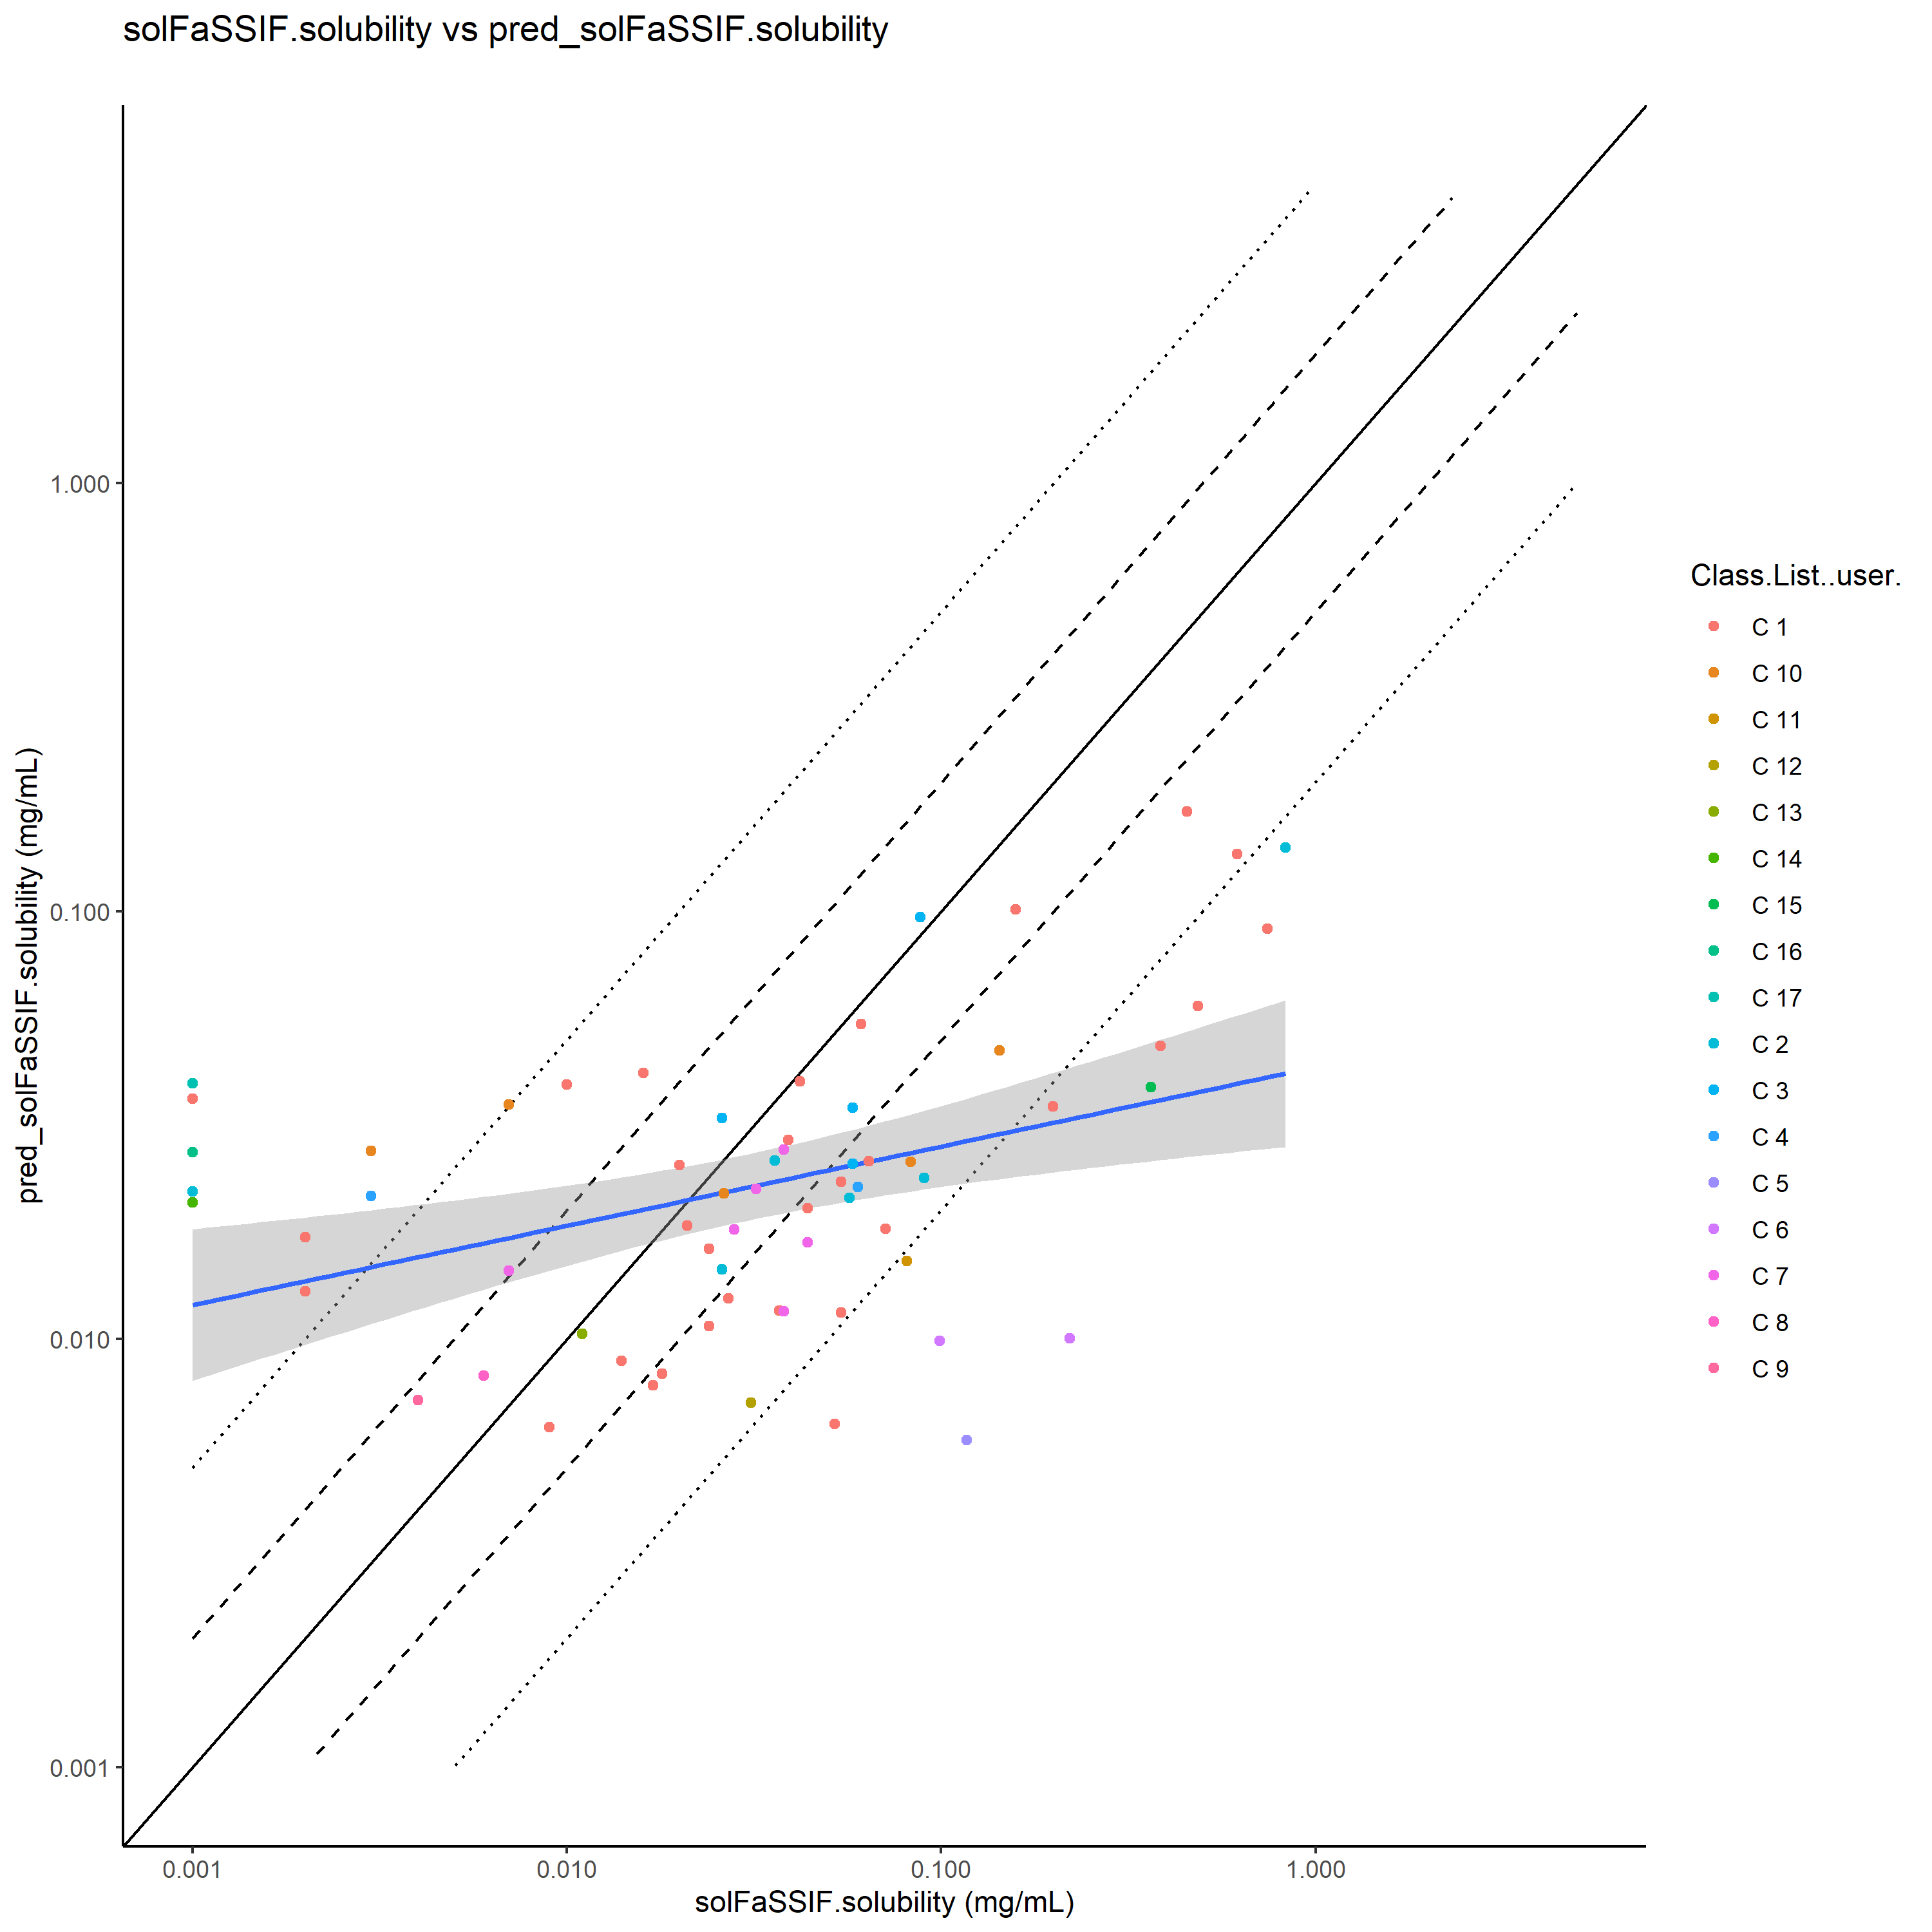 solFaSSIF.solubility vs pred_solFaSSIF.solubility
pred_solFaSSIF.solubility (mg/mL)
1.000
0.100
0.010
0.001
0.001
0.010
0.100
1.000
solFaSSIF.solubility (mg/mL)
Class.List..user.
C 1
C 10
C 11
C 12
C 13
C 14
C 15
C 16
C 17
C 2
C 3
C 4
C 5
C 6
C 7
C 8
C 9